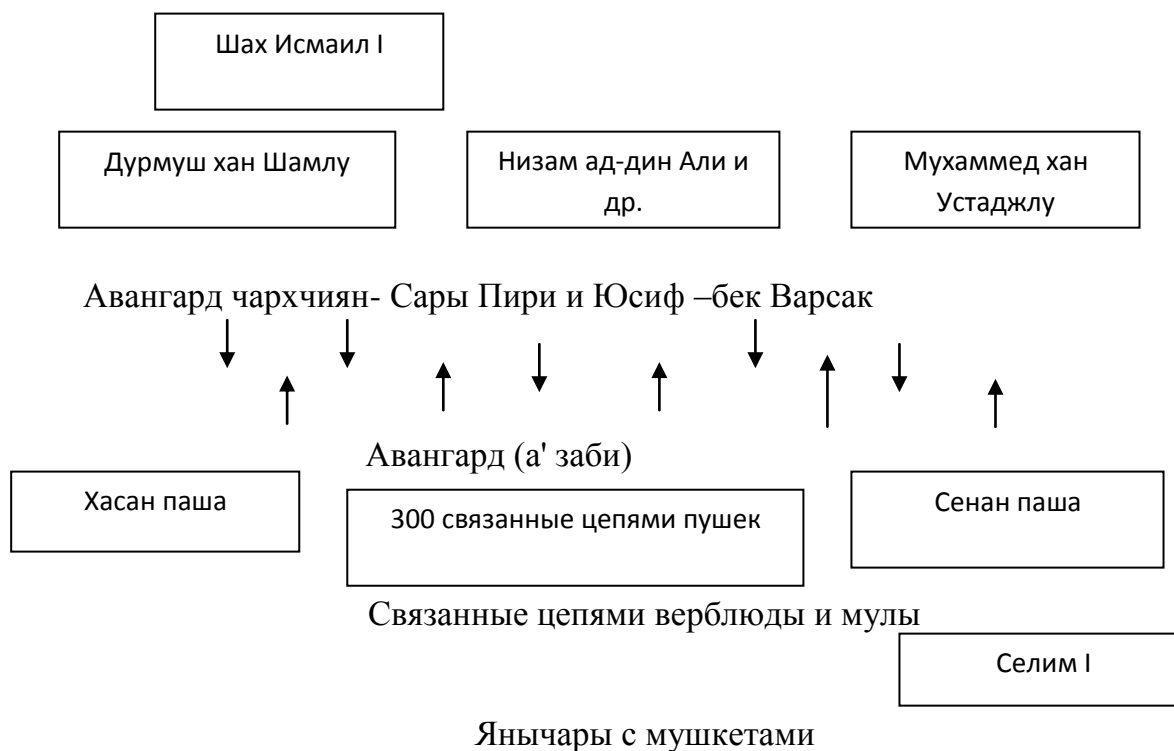 Шах Исмаил I
Дурмуш хан Шамлу
Низам ад-дин Али и
др.
Мухаммед хан
Устаджлу
Авангард чархчиян- Сары Пири и Юсиф –бек Варсак
Авангард (а' заби)
Хасан паша
300 связанные цепями пушек
Сенан паша
Связанные цепями верблюды и мулы
Селим I
Янычары с мушкетами